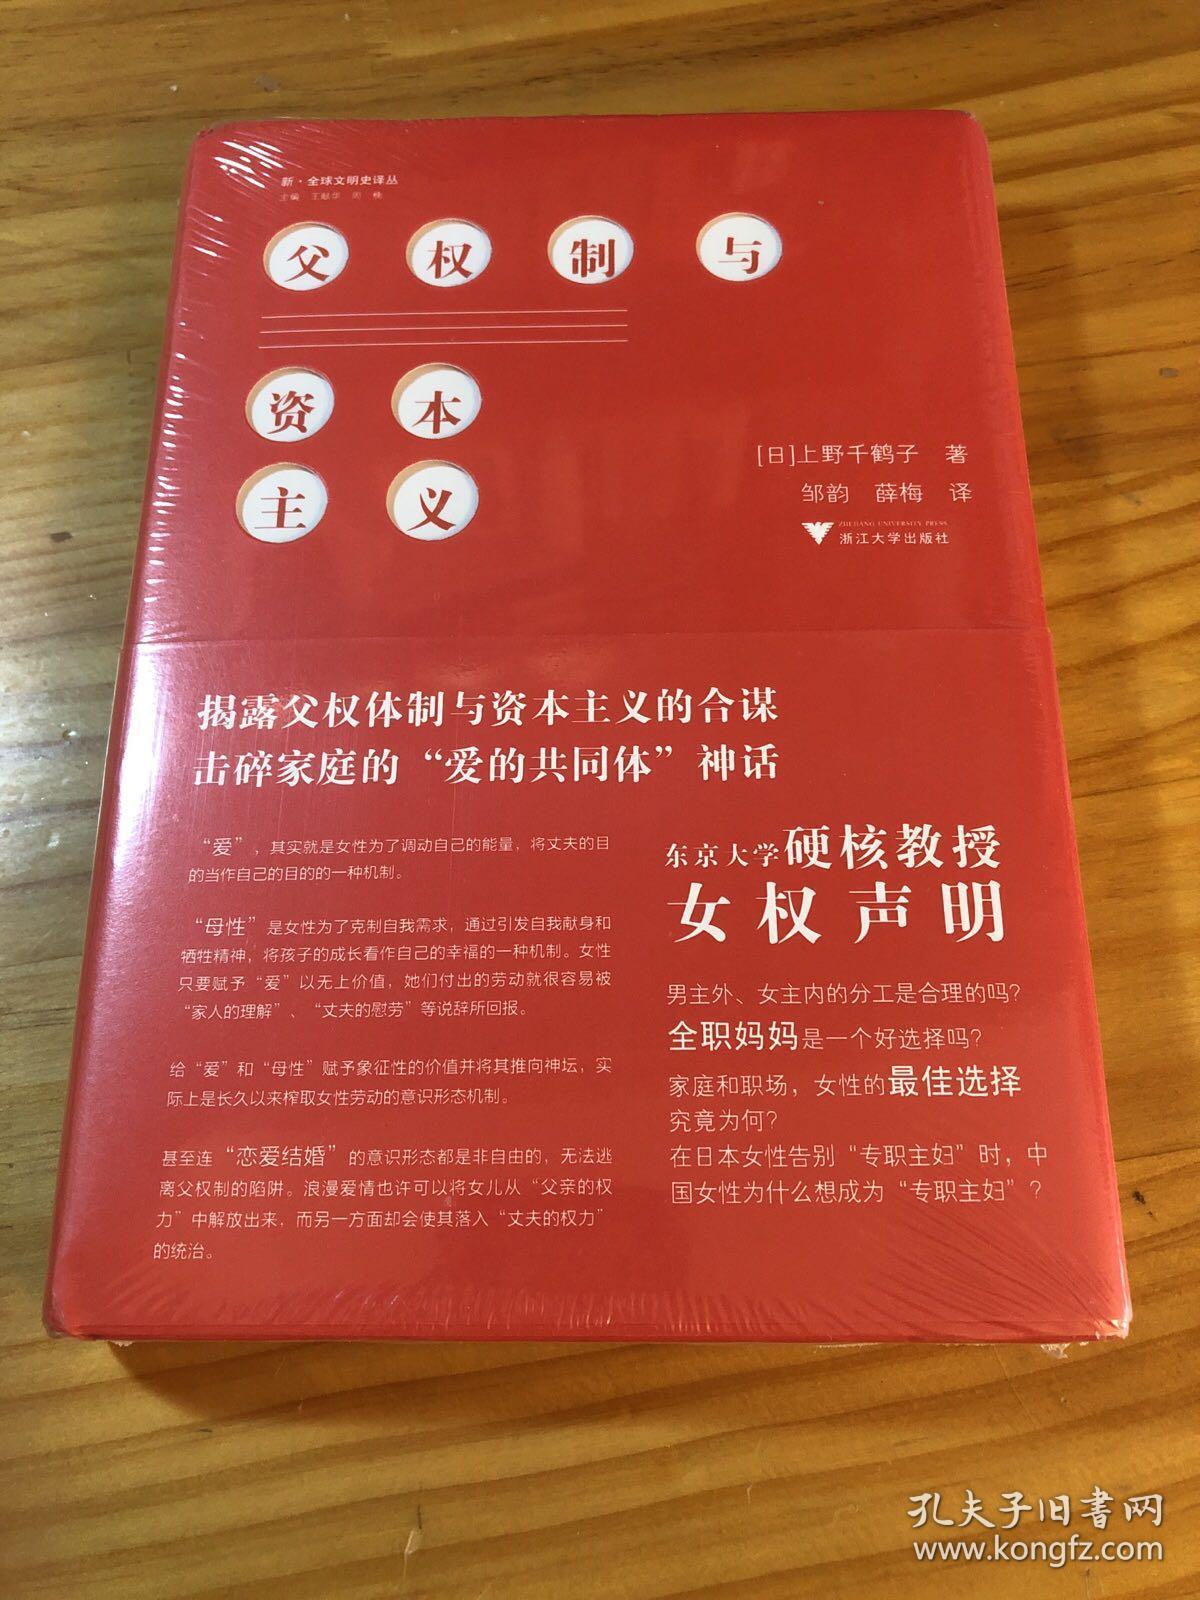 新·全球文明史译丛
主编 王献华 周桷
父权制与
资本
主义
[日]上野千鹤子 著
邹韵 薛梅 译
ZHEJIANG UNIVERSITY PRESS
浙江大学出版社
揭露父权体制与资本主义的合谋
击碎家庭的“爱的共同体”神话
“爱”，其实就是女性为了调动自己的能量，将丈夫的目
的当作自己的目的的一种机制。
“母性”是女性为了克制自我需求，通过引发自我献身和
牺牲精神，将孩子的成长看作自己的幸福的一种机制。女性
只要赋予“爱”以无上价值，她们付出的劳动就很容易被
“家人的理解”、“丈夫的慰劳”等说辞所回报。
给“爱”和“母性”赋予象征性的价值并将其推向神坛，实
际上是长久以来榨取女性劳动的意识形态机制。
甚至连“恋爱结婚”的意识形态都是非自由的，无法逃
离父权制的陷阱。浪漫爱情也许可以将女儿从“父亲的权
力”中解放出来，而另一方面却会使其落入“丈夫的权力”
的统治。
东京大学硬核教授
女权声明
男主外、女主内的分工是合理的吗？
全职妈妈是一个好选择吗？
家庭和职场，女性的最佳选择
究竟为何？
在日本女性告别“专职主妇”时，中
国女性为什么想成为“专职主妇”？
孔夫子旧书网
www.kongfz.com